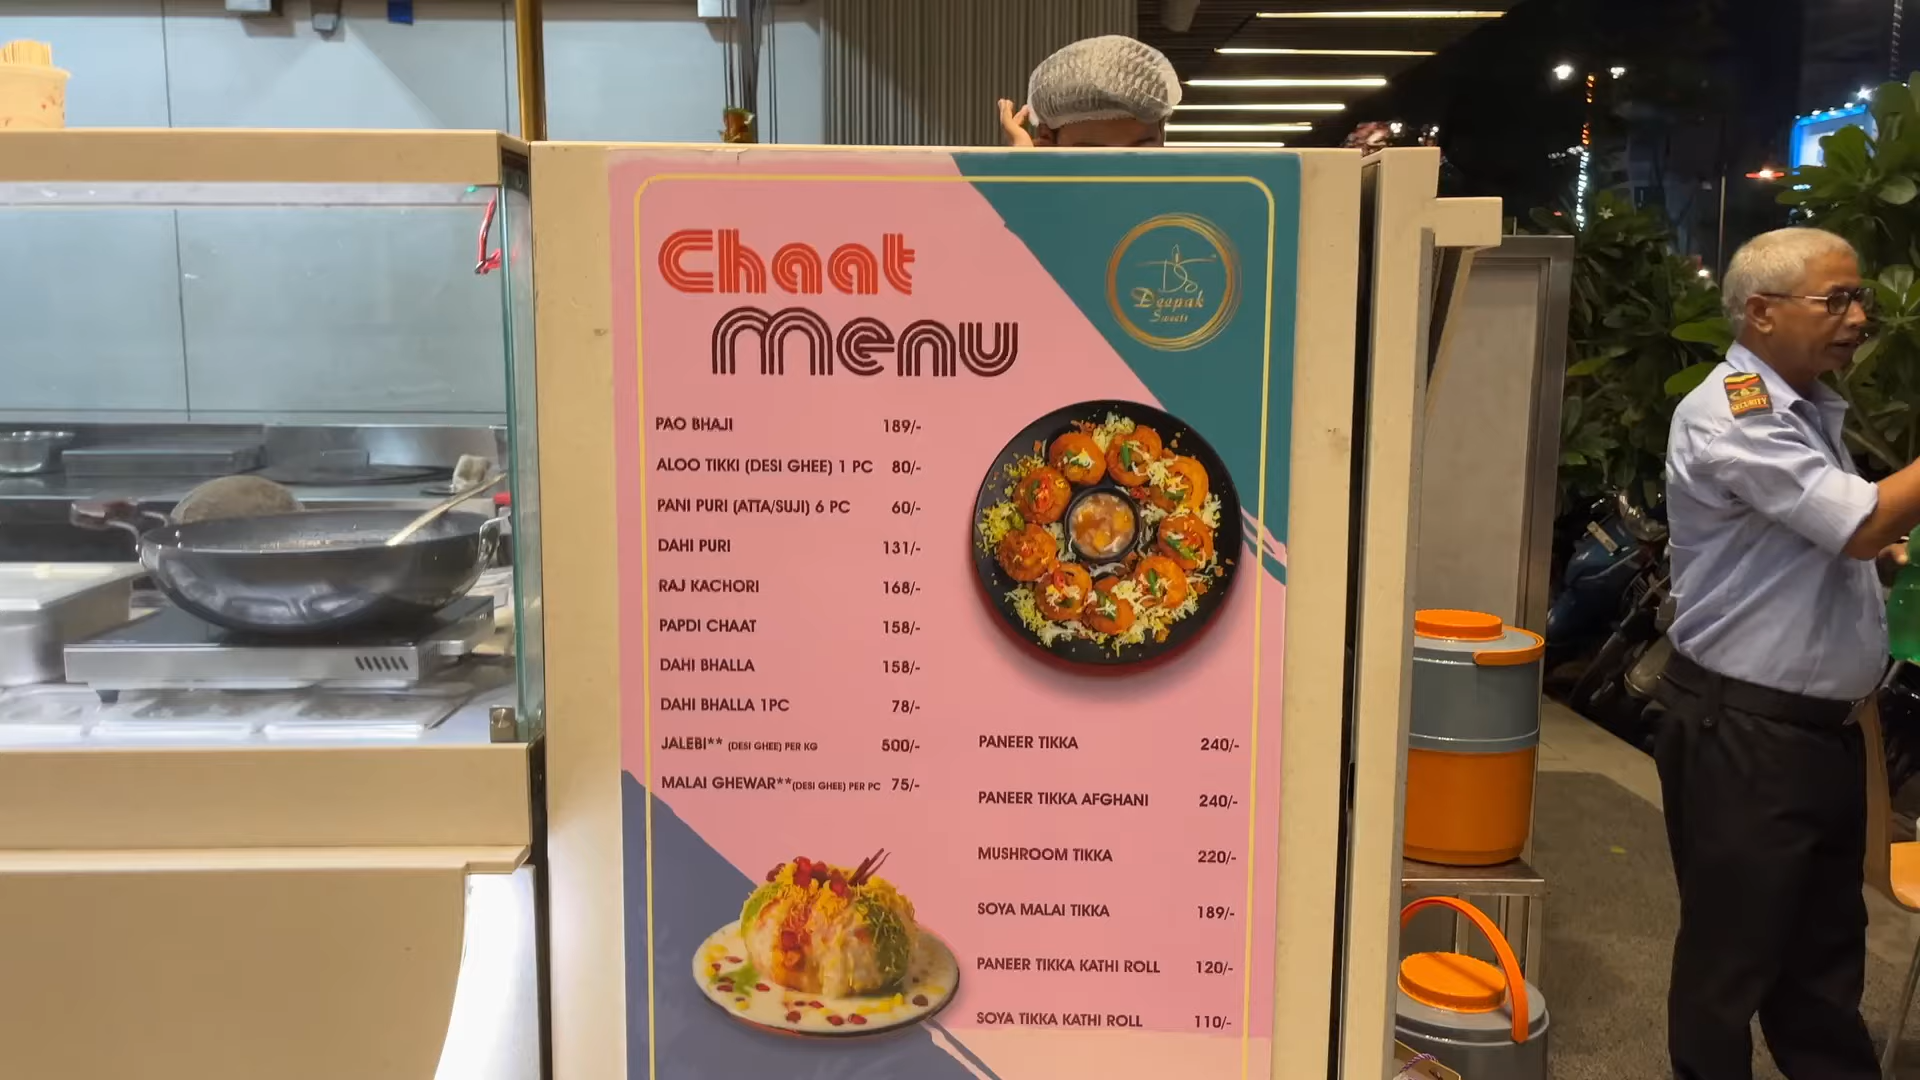 Chaat
Menu
Deepak
Sweets
PAO BHAJI 189/-
ALOO TIKKI (DESI GHEE) 1 PC 80/-
PANI PURI (ATTA/SUJI) 6 PC 60/-
DAHI PURI 131/-
RAJ KACHORI 168/-
PAPDI CHAAT 158/-
DAHI BHALLA 158/-
DAHI BHALLA 1PC 78/-
JALEBI** (DESI GHEE) PER KG 500/-
MALAI GHEWAR**(DESI GHEE) PER PC 75/-
PANEER TIKKA 240/-
PANEER TIKKA AFGHANI 240/-
MUSHROOM TIKKA 220/-
SOYA MALAI TIKKA 189/-
PANEER TIKKA KATHI ROLL 120/-
SOYA TIKKA KATHI ROLL 110/-
SECURITY